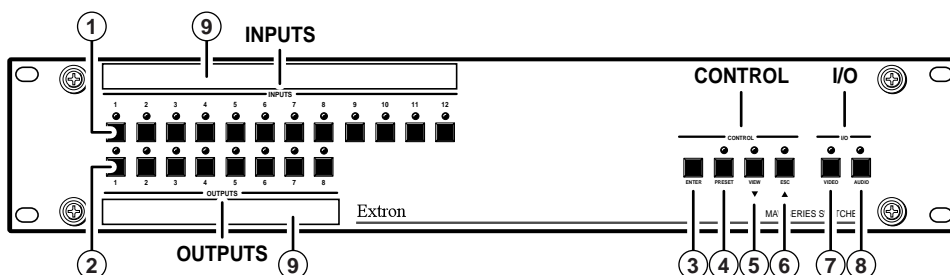 1 9 INPUTS
CONTROL I/O
INPUTS
1 2 3 4 5 6 7 8 9 10 11 12
CONTROL I/O
1 2 3 4 5 6 7 8
ENTER PRESET VIEW ESC VIDEO AUDIO
OUTPUTS
Extron
OUTPUTS
2 9 3 4 5 6 7 8